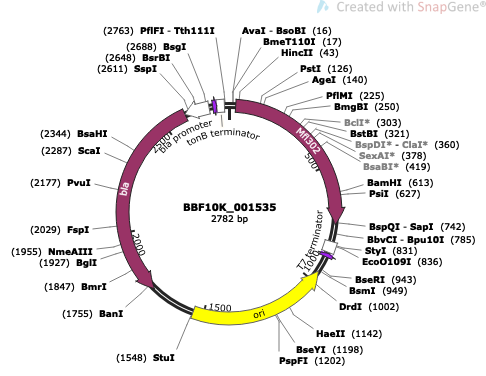 Created with SnapGene®
(2763) PflFI - Tth111I
(2688) BsgI
(2648) BsrBI
(2611) SspI
AvaI - BsoBI (16)
BmeT110I (17)
HincII (43)
PstI (126)
AgeI (140)
PflMI (225)
BmgBI (250)
BclI* (303)
BstBI (321)
BspDI* - ClaI* (360)
SexAI* (378)
BsaBI* (419)
BamHI (613)
PsiI (627)
BspQI - SapI (742)
BbvCI - Bpu10I (785)
StyI (831)
EcoO109I (836)
BseRI (943)
BsmI (949)
DrdI (1002)
HaeII (1142)
BseYI (1198)
PspFI (1202)
(1548) StuI
(1755) BanI
(1847) BmrI
(1927) BglI
(1955) NmeAIII
(2029) FspI
(2177) PvuI
(2287) ScaI
(2344) BsaHI
bla promoter
tonB terminator
Mfl302
T7 terminator
ori
bla
500
1000
1500
2000
2500
BBF10K_001535
2782 bp